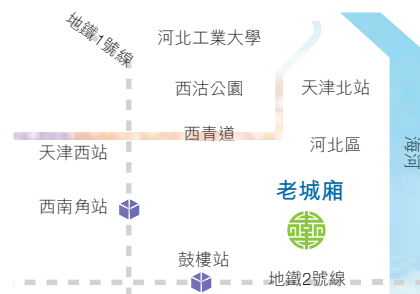 地鐵1號線
河北工業大學
西沽公園
天津北站
西青道
天津西站
河北區
海河
老城廂
西南角站
鼓樓站
地鐵2號線